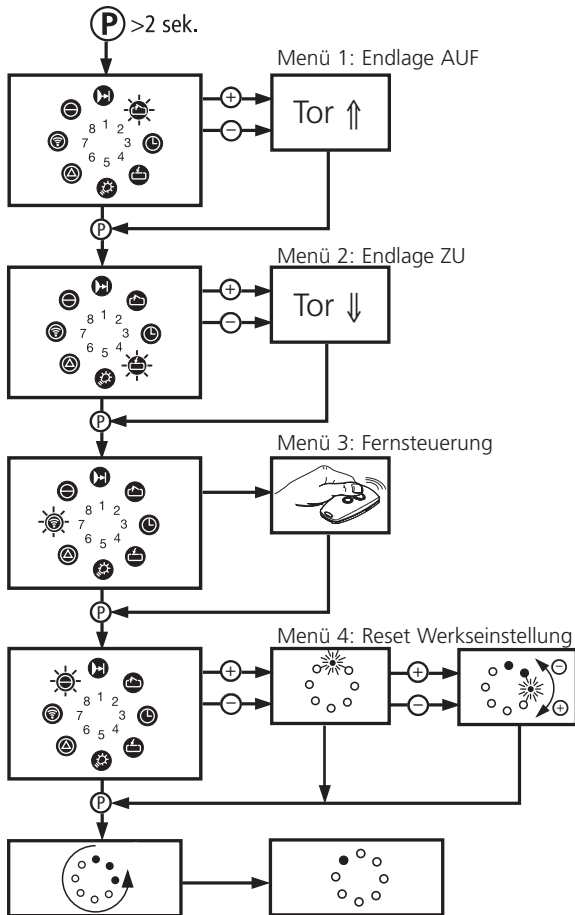 P >2 sek.
Menü 1: Endlage AUF
+
Tor ⇑
−
8 1 2
7 3
6 5 4
P
Menü 2: Endlage ZU
+
Tor ⇓
−
8 1 2
7 3
6 5 4
P
Menü 3: Fernsteuerung
8 1 2
7 3
6 5 4
P
Menü 4: Reset Werkseinstellung
+ + −
8 1 2
7 3
− − +
6 5 4
P